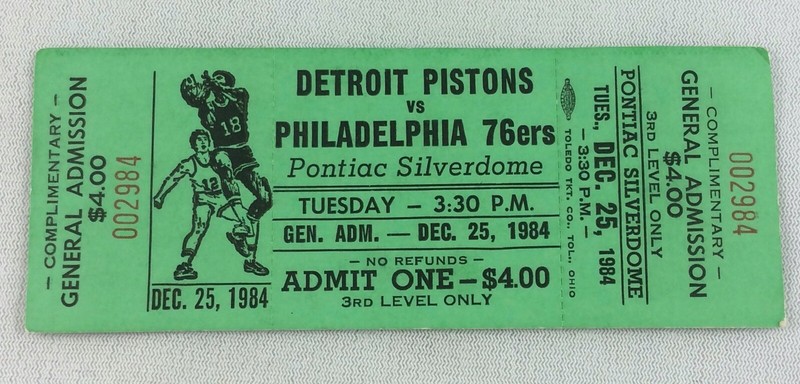 — COMPLIMENTARY —
GENERAL ADMISSION
$4.00
002984
18
12
DEC. 25, 1984
DETROIT PISTONS
VS
PHILADELPHIA 76ers
Pontiac Silverdome
TUESDAY — 3:30 P.M.
GEN. ADM. — DEC. 25, 1984
— NO REFUNDS —
ADMIT ONE — $4.00
3RD LEVEL ONLY
TOLEDO TKT. CO., TOL., OHIO
TUES., DEC. 25, 1984
— 3:30 P.M. —
PONTIAC SILVERDOME
3RD LEVEL ONLY
$4.00
GENERAL ADMISSION
— COMPLIMENTARY —
002984